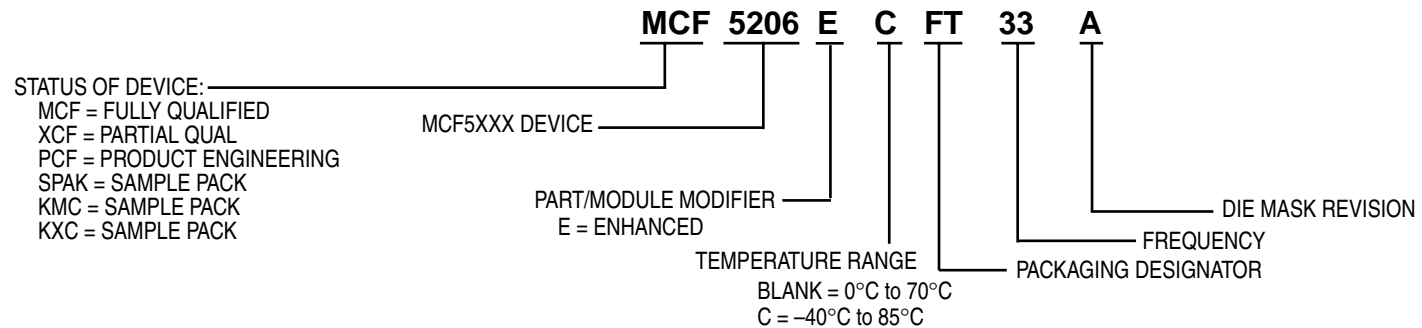 MCF 5206 E C FT 33 A
STATUS OF DEVICE:
MCF = FULLY QUALIFIED
XCF = PARTIAL QUAL
PCF = PRODUCT ENGINEERING
SPAK = SAMPLE PACK
KMC = SAMPLE PACK
KXC = SAMPLE PACK
MCF5XXX DEVICE
PART/MODULE MODIFIER
E = ENHANCED
TEMPERATURE RANGE
BLANK = 0°C to 70°C
C = –40°C to 85°C
PACKAGING DESIGNATOR
FREQUENCY
DIE MASK REVISION